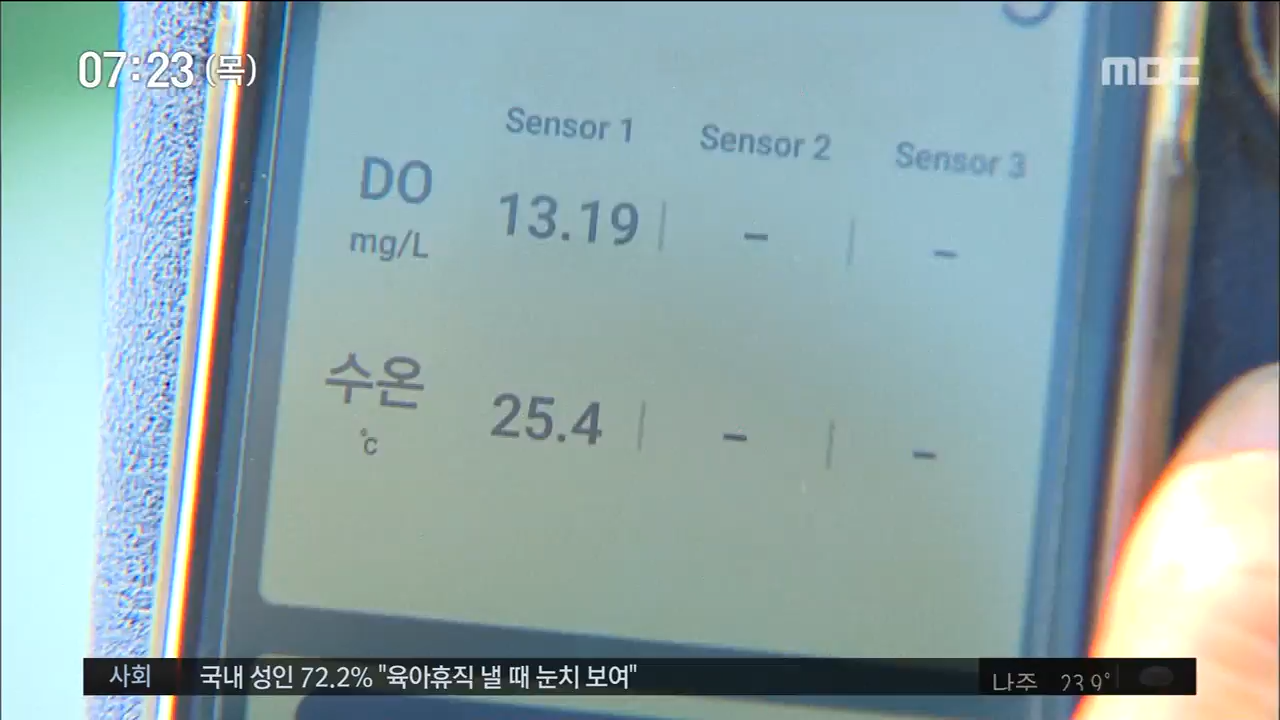 07:23 (목)
MBC
Sensor 1 Sensor 2 Sensor 3
DO 13.19 - -
mg/L
수온 25.4 - -
℃
사회 국내 성인 72.2% "육아휴직 낼 때 눈치 보여" 나주 23.9°